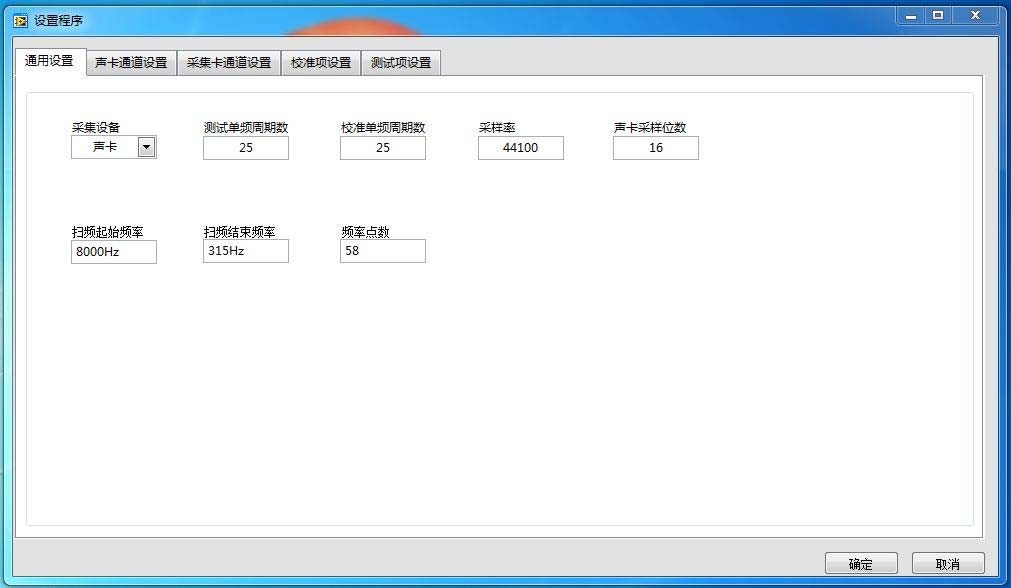 设置程序
通用设置 声卡通道设置 采集卡通道设置 校准项设置 测试项设置
采集设备 测试单频周期数 校准单频周期数 采样率 声卡采样位数
声卡 25 25 44100 16
扫频起始频率 扫频结束频率 频率点数
8000Hz 315Hz 58
确定 取消